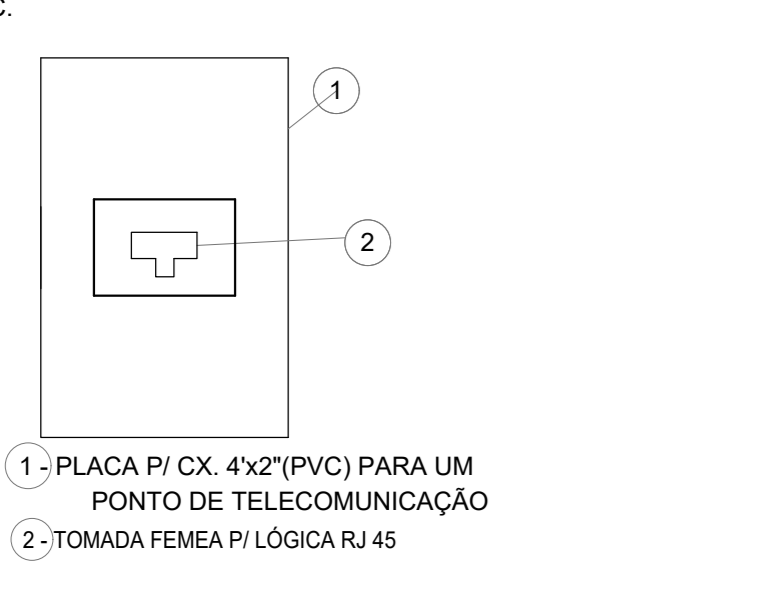 C.
1
2
1 - PLACA P/ CX. 4'x2"(PVC) PARA UM
PONTO DE TELECOMUNICAÇÃO
2 - TOMADA FEMEA P/ LÓGICA RJ 45